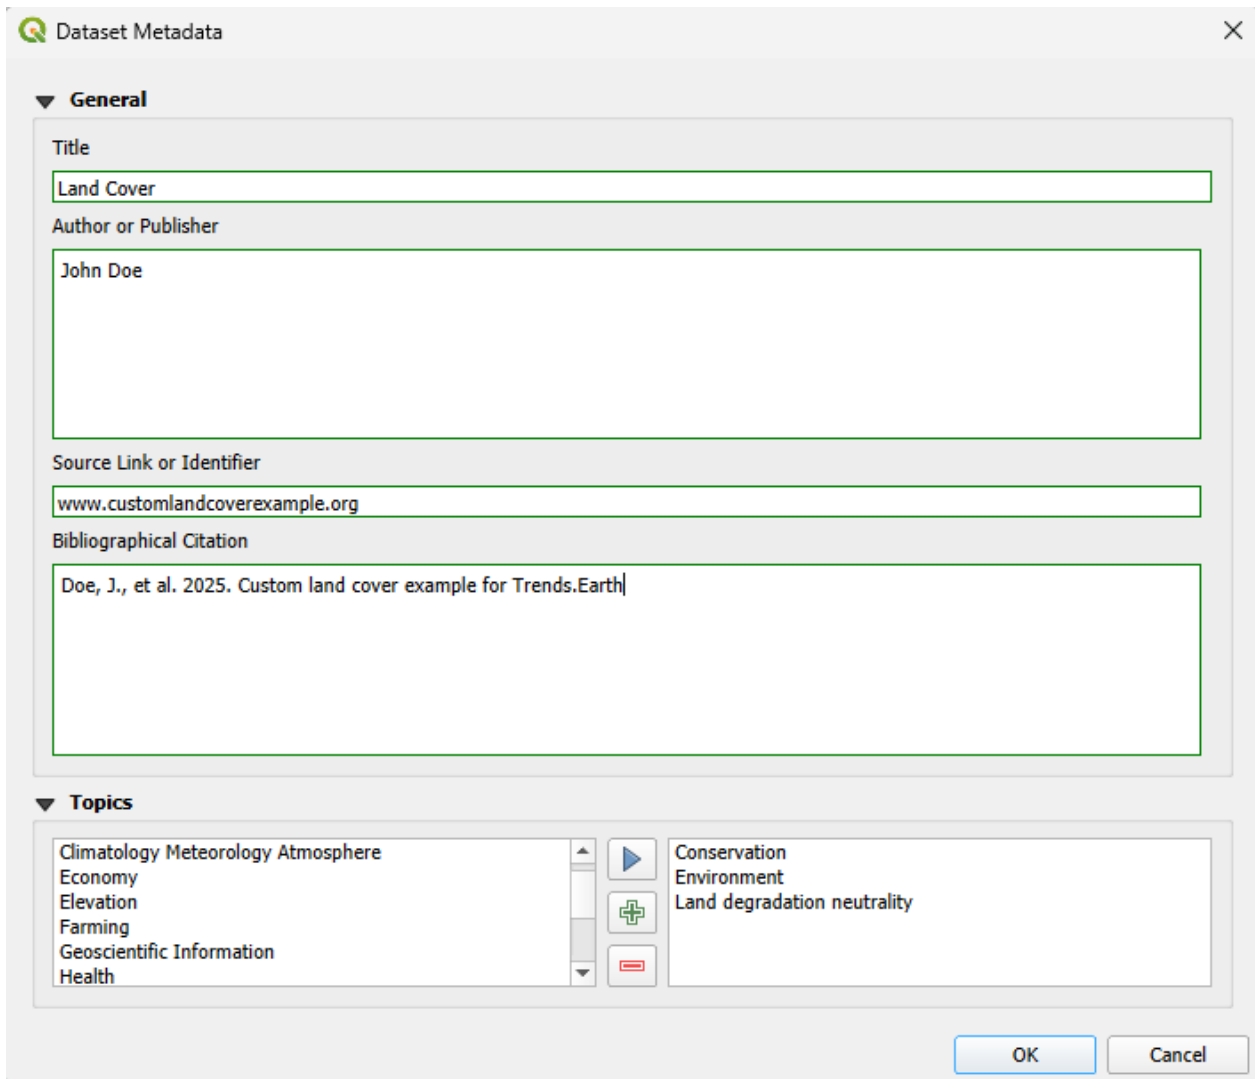 Dataset Metadata
General
Title
Land Cover
Author or Publisher
John Doe
Source Link or Identifier
www.customlandcoverexample.org
Bibliographical Citation
Doe, J., et al. 2025. Custom land cover example for Trends.Earth
Topics
Climatology Meteorology Atmosphere
Economy
Elevation
Farming
Geoscientific Information
Health
Conservation
Environment
Land degradation neutrality
OK
Cancel